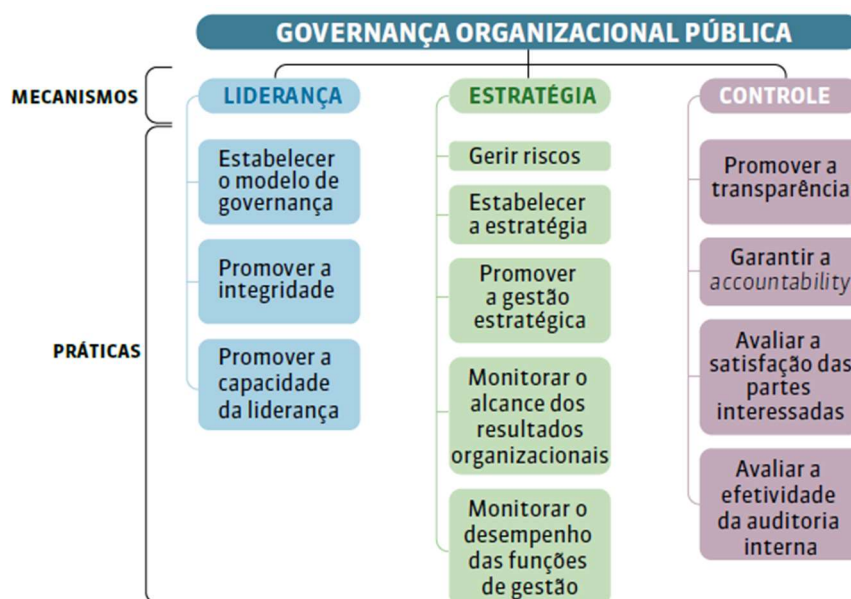 GOVERNANÇA ORGANIZACIONAL PÚBLICA
MECANISMOS
LIDERANÇA
ESTRATÉGIA
CONTROLE
PRÁTICAS
Estabelecer
o modelo de
governança
Promover a
integridade
Promover a
capacidade
da liderança
Gerir riscos
Estabelecer
a estratégia
Promover
a gestão
estratégica
Monitorar o
alcance dos
resultados
organizacionais
Monitorar o
desempenho
das funções
de gestão
Promover a
transparência
Garantir a
accountability
Avaliar a
satisfação das
partes
interessadas
Avaliar a
efetividade
da auditoria
interna